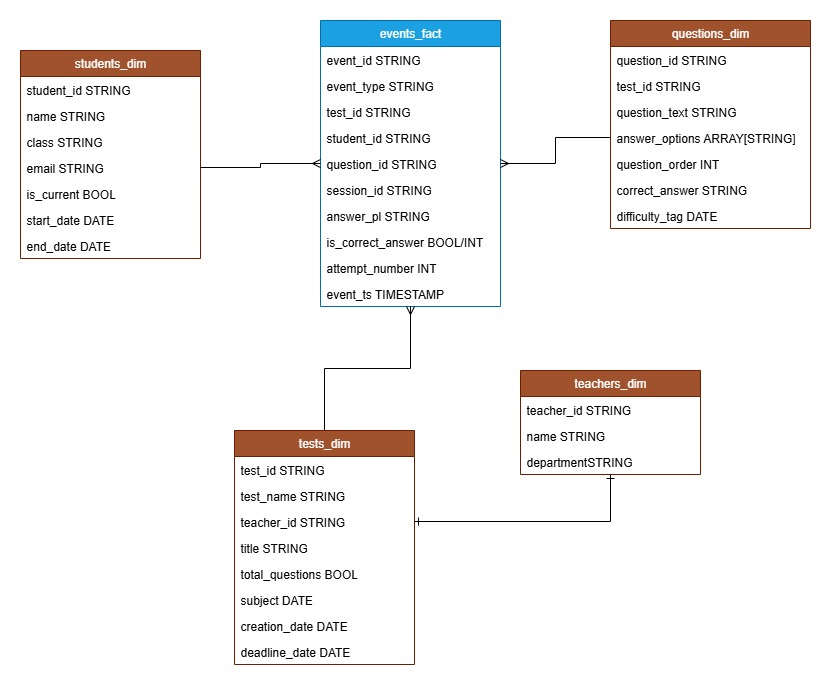 students_dim
student_id STRING
name STRING
class STRING
email STRING
is_current BOOL
start_date DATE
end_date DATE
events_fact
event_id STRING
event_type STRING
test_id STRING
student_id STRING
question_id STRING
session_id STRING
answer_pl STRING
is_correct_answer BOOL/INT
attempt_number INT
event_ts TIMESTAMP
questions_dim
question_id STRING
test_id STRING
question_text STRING
answer_options ARRAY[STRING]
question_order INT
correct_answer STRING
difficulty_tag DATE
tests_dim
test_id STRING
test_name STRING
teacher_id STRING
title STRING
total_questions BOOL
subject DATE
creation_date DATE
deadline_date DATE
teachers_dim
teacher_id STRING
name STRING
departmentSTRING